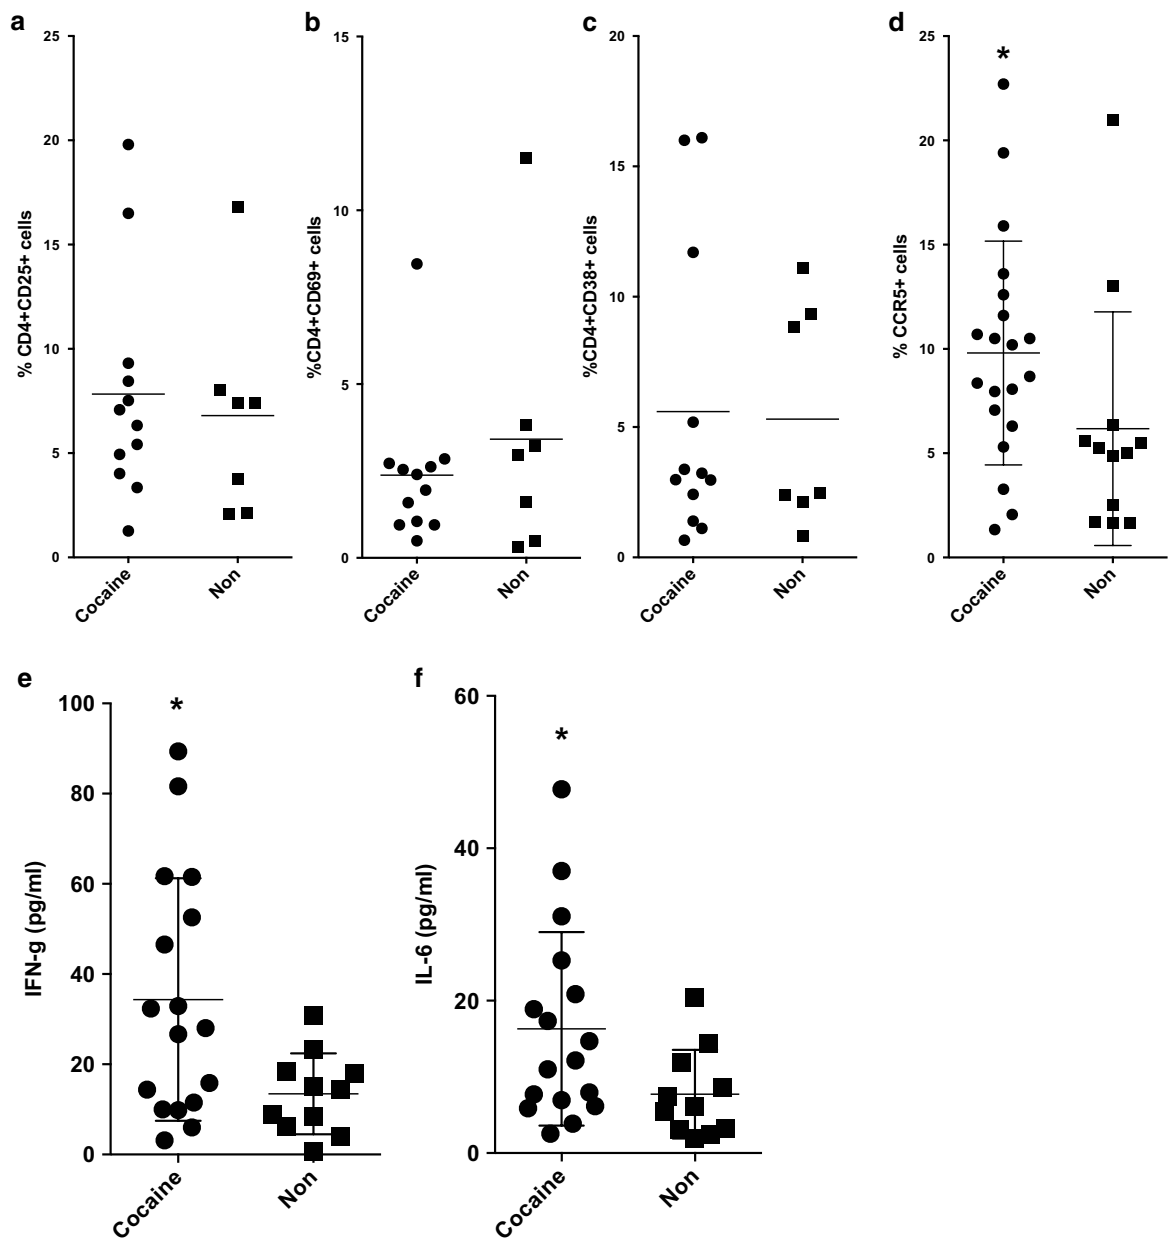 a
25
20
15
10
5
0
% CD4+CD25+ cells
Cocaine
Non
b
15
10
5
0
%CD4+CD69+ cells
Cocaine
Non
c
20
15
10
5
0
%CD4+CD38+ cells
Cocaine
Non
d
25
20
15
10
5
0
% CCR5+ cells
*
Cocaine
Non
e
100
80
60
40
20
0
IFN-g (pg/ml)
*
Cocaine
Non
f
60
40
20
0
IL-6 (pg/ml)
*
Cocaine
Non